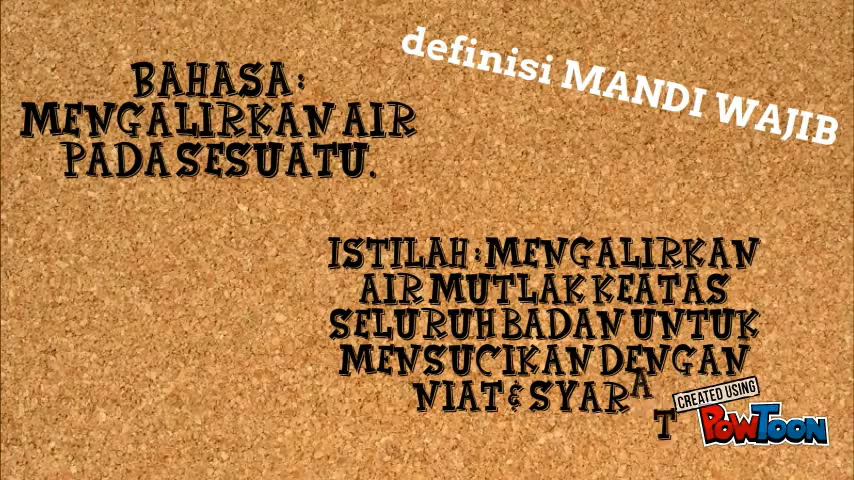 definisi MANDI WAJIB
BAHASA :
MENGALIRKAN AIR
PADA SESUATU.
ISTILAH : MENGALIRKAN
AIR MUTLAK KEATAS
SELURUH BADAN UNTUK
MENSUCIKAN DENGAN
NIAT & SYARAT
CREATED USING
POWTOON